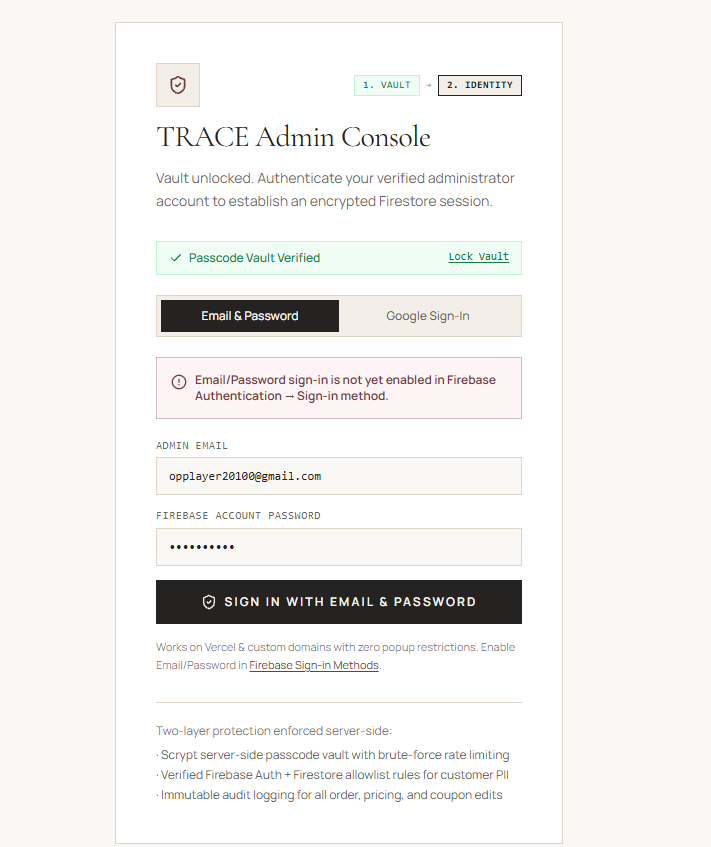 1. VAULT → 2. IDENTITY
TRACE Admin Console
Vault unlocked. Authenticate your verified administrator
account to establish an encrypted Firestore session.
Passcode Vault Verified Lock Vault
Email & Password Google Sign-In
Email/Password sign-in is not yet enabled in Firebase
Authentication → Sign-in method.
ADMIN EMAIL
opplayer20100@gmail.com
FIREBASE ACCOUNT PASSWORD
••••••••••
SIGN IN WITH EMAIL & PASSWORD
Works on Vercel & custom domains with zero popup restrictions. Enable
Email/Password in Firebase Sign-in Methods.
Two-layer protection enforced server-side:
· Scrypt server-side passcode vault with brute-force rate limiting
· Verified Firebase Auth + Firestore allowlist rules for customer PII
· Immutable audit logging for all order, pricing, and coupon edits